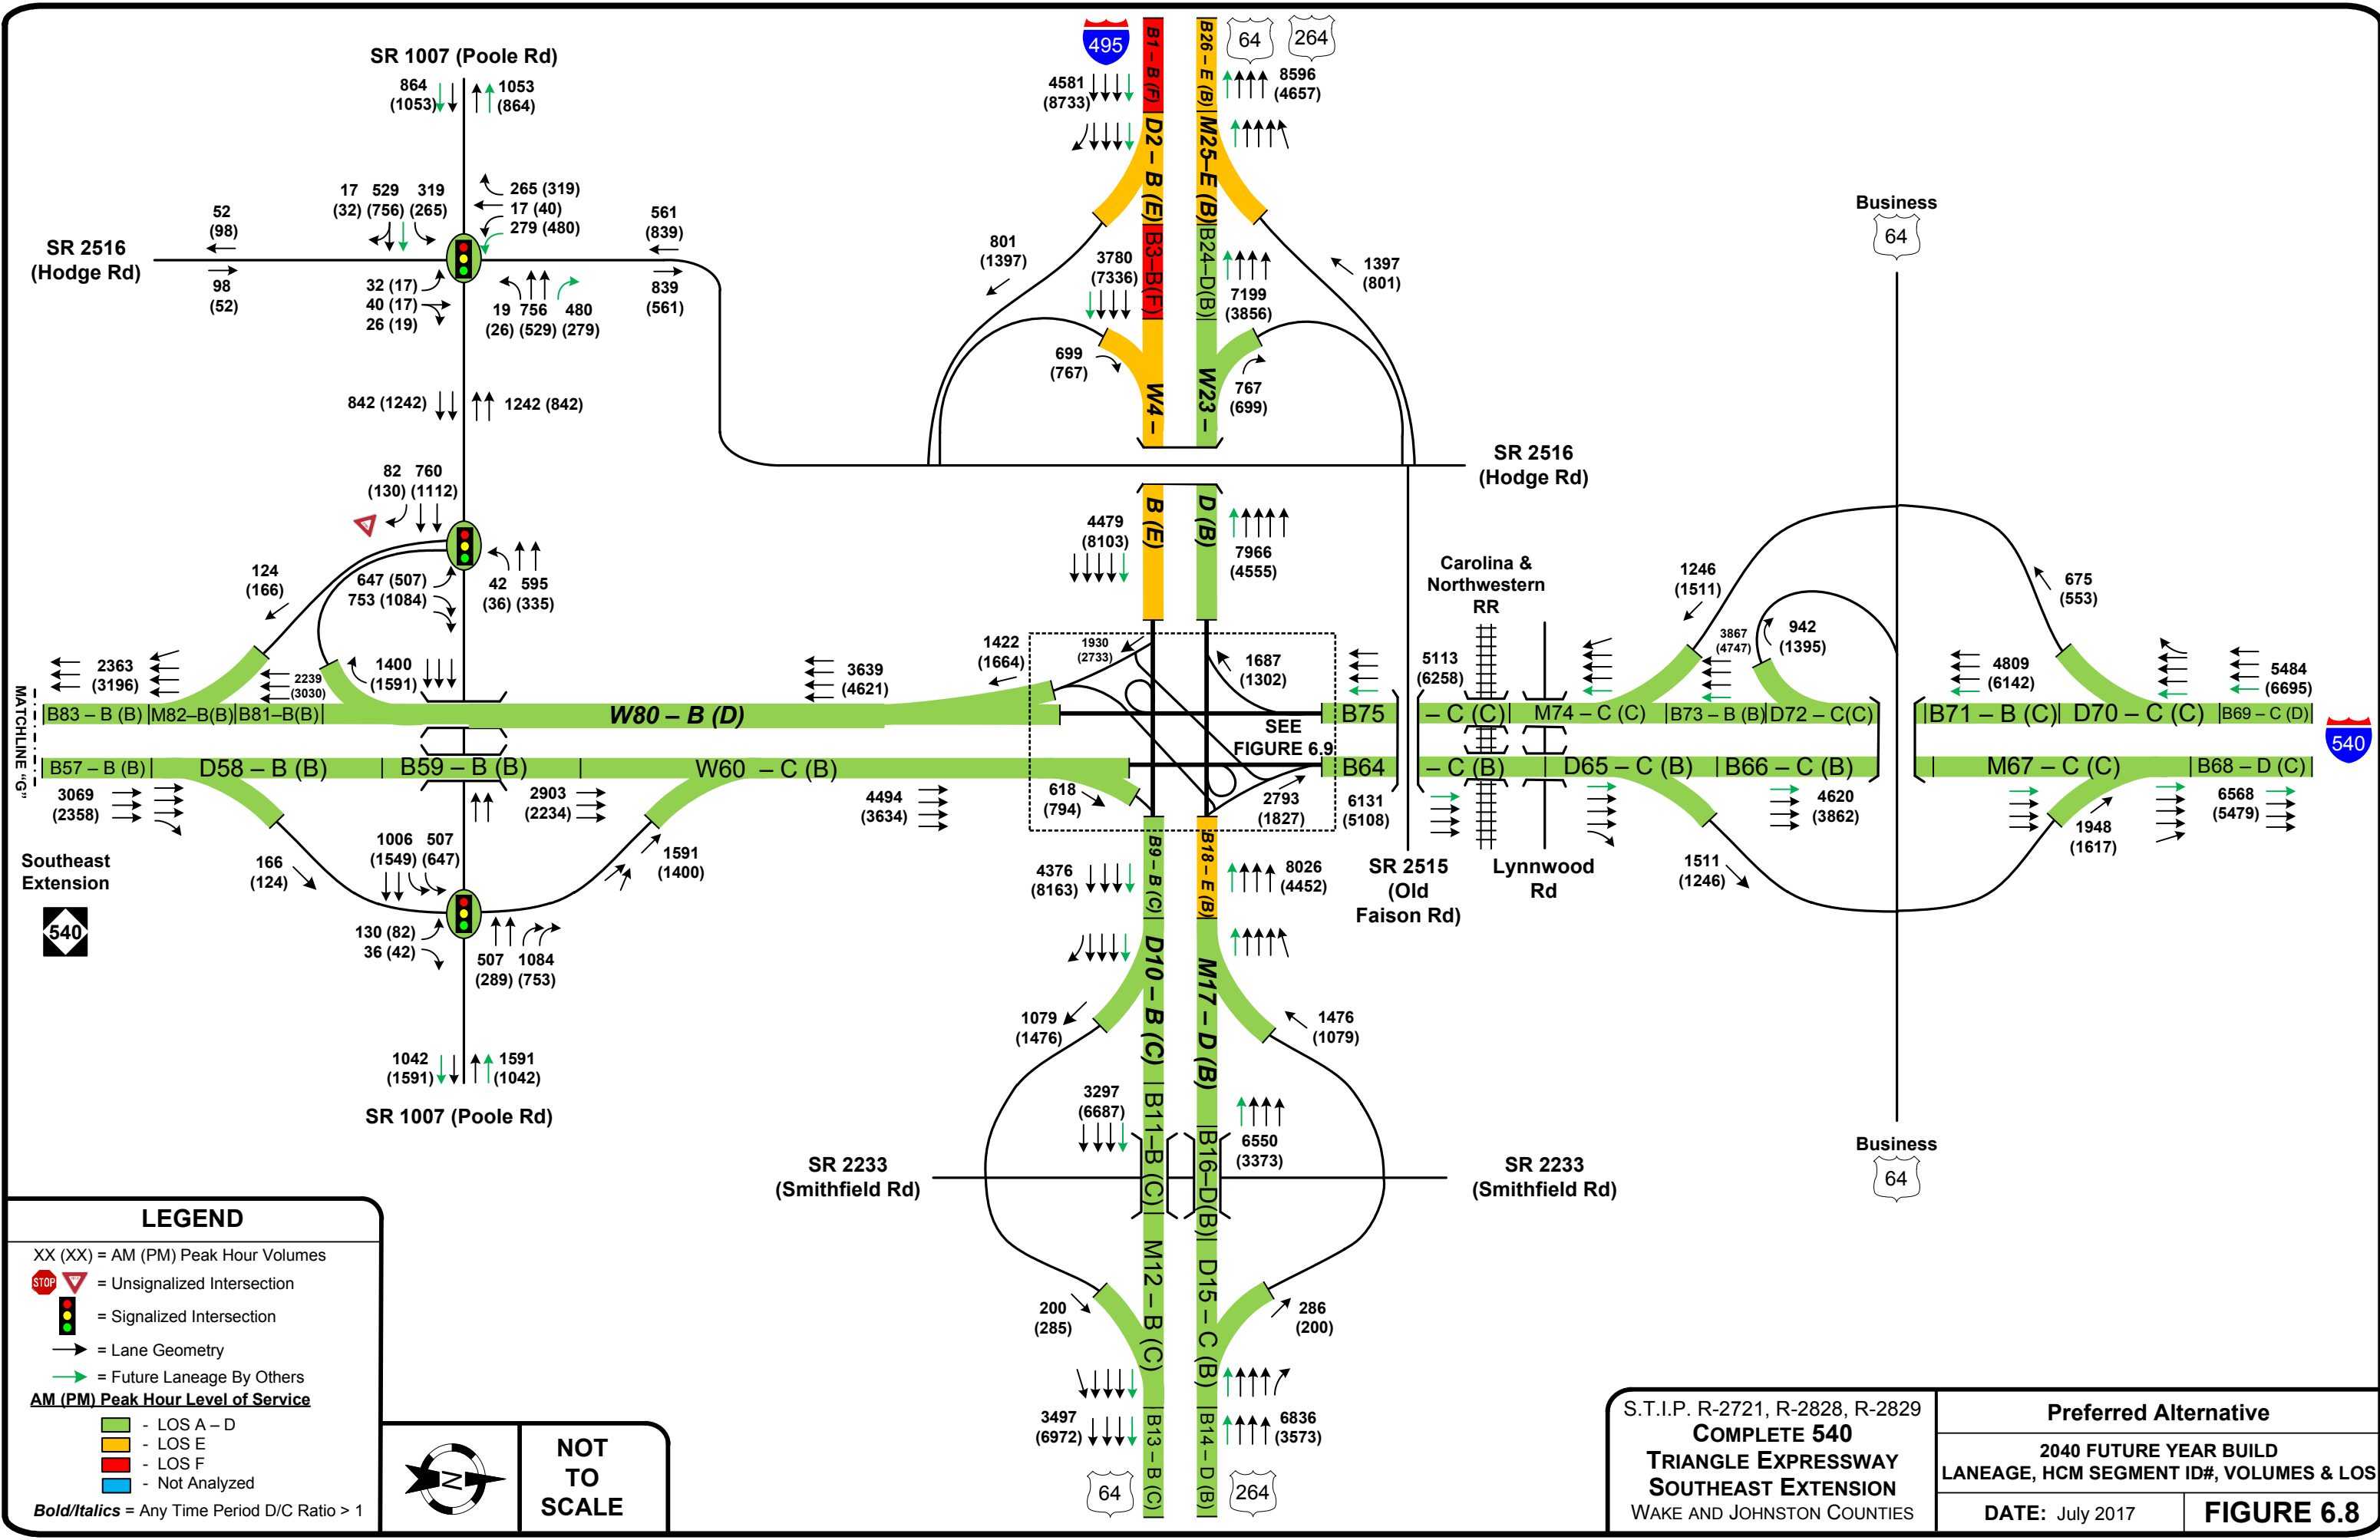 SR 1007 (Poole Rd)
864
(1053)
1053
(864)
495
4581
(8733)
B1 – B (F)
B26 – E (B)
64
264
8596
(4657)
D2 – B (E)
M25–E (B)
17 529 319
(32) (756) (265)
265 (319)
17 (40)
279 (480)
52
(98)
561
(839)
SR 2516
(Hodge Rd)
98
(52)
32 (17)
40 (17)
26 (19)
19 756 480
(26) (529) (279)
839
(561)
801
(1397)
3780
(7336)
B3–B(F)
B24–D(B)
7199
(3856)
1397
(801)
Business
64
699
(767)
W4 –
W23 –
767
(699)
842 (1242)
1242 (842)
SR 2516
(Hodge Rd)
82 760
(130) (1112)
4479
(8103)
B (E)
D (B)
7966
(4555)
124
(166)
647 (507)
753 (1084)
42 595
(36) (335)
Carolina &
Northwestern
RR
1246
(1511)
675
(553)
2363
(3196)
2239
(3030)
1400
(1591)
3639
(4621)
1422
(1664)
1930
(2733)
1687
(1302)
5113
(6258)
3867
(4747)
942
(1395)
4809
(6142)
5484
(6695)
MATCHLINE "G"
B83 – B (B)
M82–B(B)
B81–B(B)
W80 – B (D)
SEE
FIGURE 6.9
B75
– C (C)
M74 – C (C)
B73 – B (B)
D72 – C(C)
B71 – B (C)
D70 – C (C)
B69 – C (D)
540
B57 – B (B)
D58 – B (B)
B59 – B (B)
W60 – C (B)
B64
– C (B)
D65 – C (B)
B66 – C (B)
M67 – C (C)
B68 – D (C)
3069
(2358)
2903
(2234)
4494
(3634)
618
(794)
2793
(1827)
6131
(5108)
4620
(3862)
6568
(5479)
Southeast
Extension
540
166
(124)
1006 507
(1549) (647)
1591
(1400)
4376
(8163)
B9 – B (C)
B18 – E (B)
8026
(4452)
SR 2515
(Old
Faison Rd)
Lynnwood
Rd
1511
(1246)
1948
(1617)
130 (82)
36 (42)
507 1084
(289) (753)
D10 – B (C)
M17 – D (B)
1079
(1476)
1476
(1079)
1042
(1591)
1591
(1042)
SR 1007 (Poole Rd)
3297
(6687)
B11–B (C)
B16–D(B)
6550
(3373)
SR 2233
(Smithfield Rd)
SR 2233
(Smithfield Rd)
Business
64
200
(285)
M12 – B (C)
D15 – C (B)
286
(200)
3497
(6972)
B13 – B (C)
B14 – D (B)
6836
(3573)
64
264
LEGEND
XX (XX) = AM (PM) Peak Hour Volumes
STOP = Unsignalized Intersection
= Signalized Intersection
= Lane Geometry
= Future Laneage By Others
AM (PM) Peak Hour Level of Service
- LOS A – D
- LOS E
- LOS F
- Not Analyzed
Bold/Italics = Any Time Period D/C Ratio > 1
N
NOT
TO
SCALE
S.T.I.P. R-2721, R-2828, R-2829
COMPLETE 540
TRIANGLE EXPRESSWAY
SOUTHEAST EXTENSION
WAKE AND JOHNSTON COUNTIES
Preferred Alternative
2040 FUTURE YEAR BUILD
LANEAGE, HCM SEGMENT ID#, VOLUMES & LOS
DATE: July 2017
FIGURE 6.8